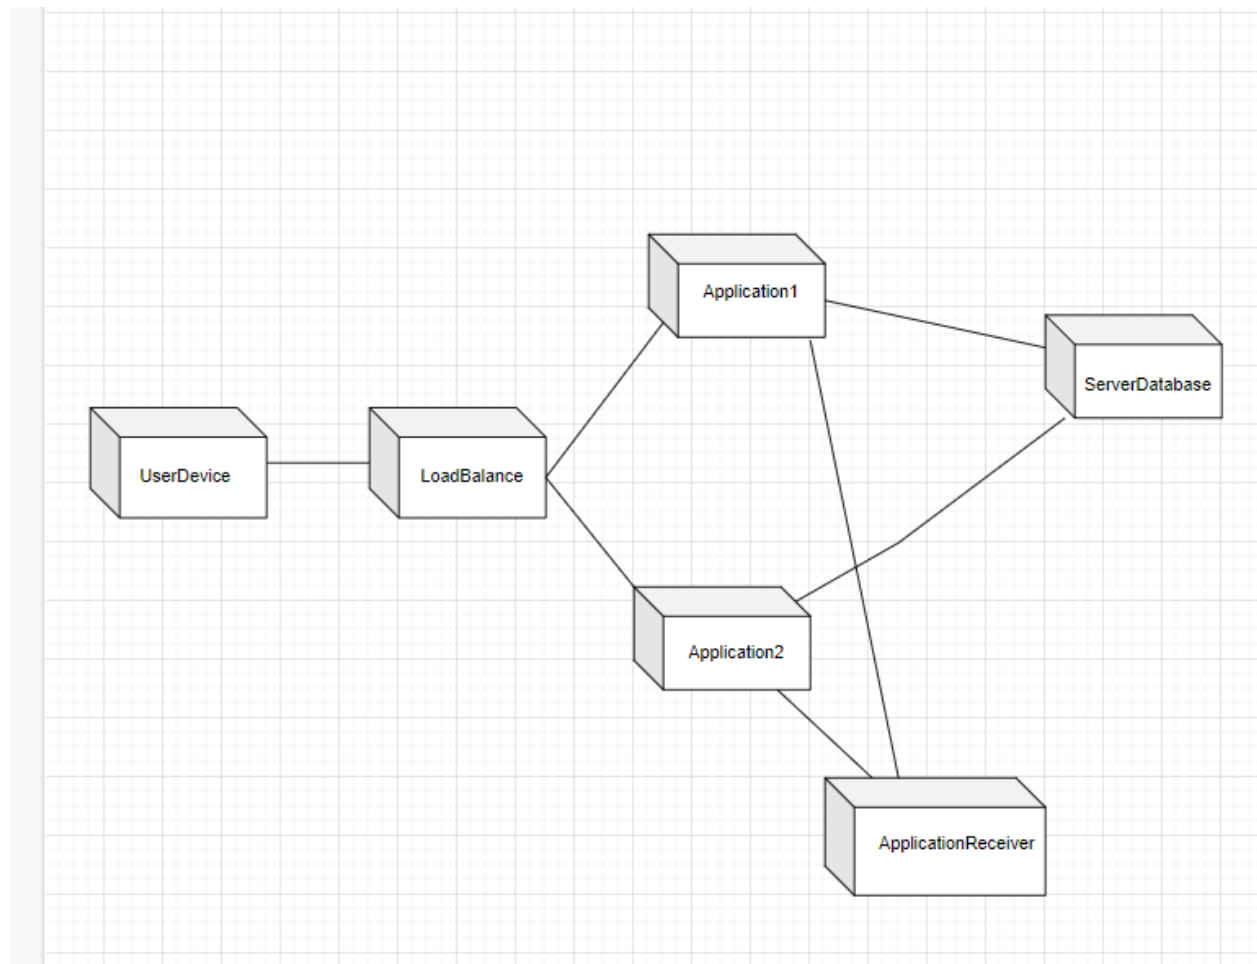 Application1
ServerDatabase
UserDevice
LoadBalance
Application2
ApplicationReceiver